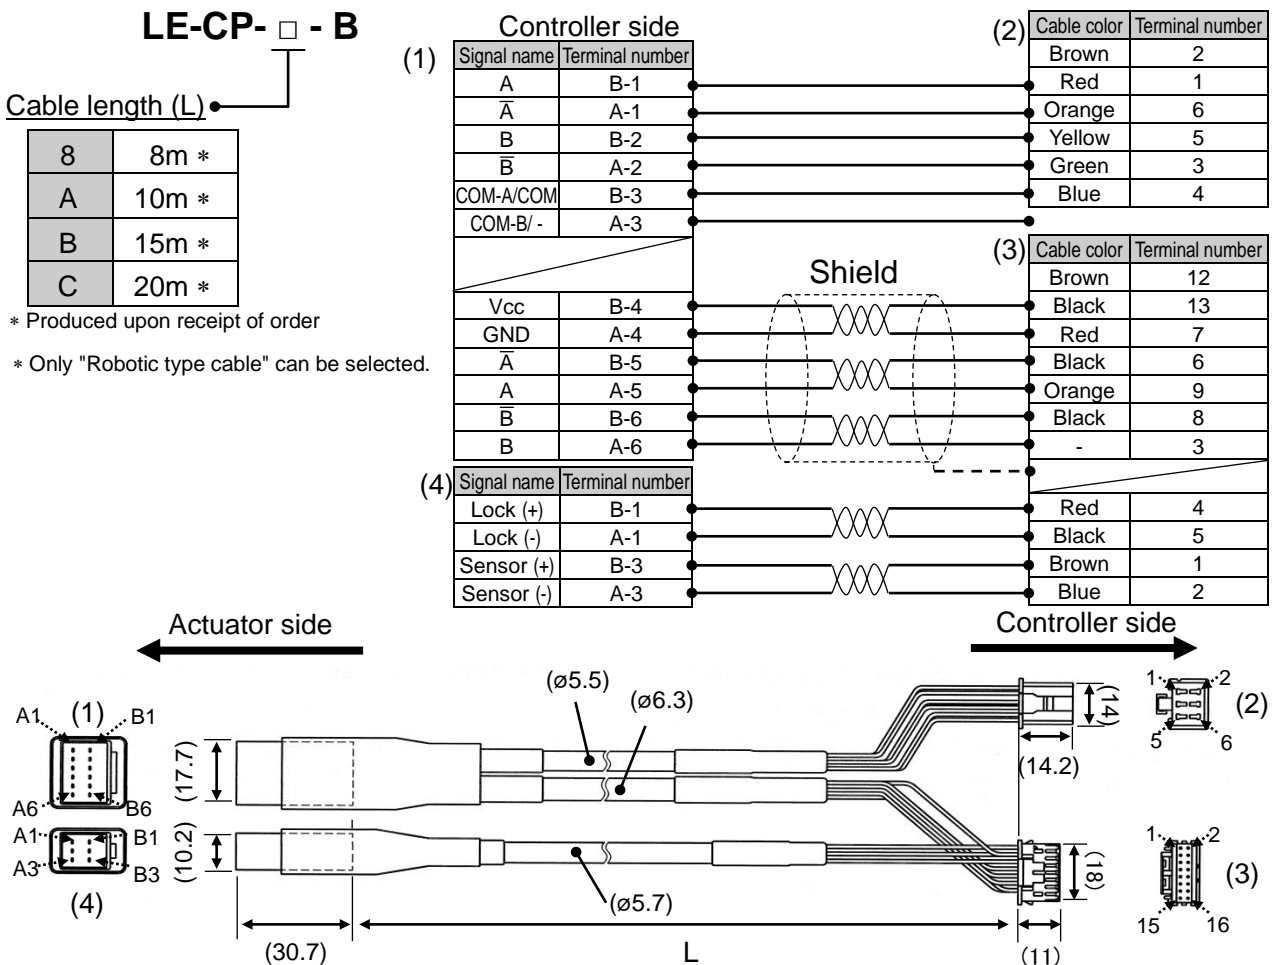 LE-CP- □ - B
Cable length (L)
8 8m *
A 10m *
B 15m *
C 20m *
* Produced upon receipt of order
* Only "Robotic type cable" can be selected.
Controller side
(1)
Signal name Terminal number
A B-1
A̅ A-1
B B-2
B̅ A-2
COM-A/COM B-3
COM-B/ - A-3
Vcc B-4
GND A-4
A̅ B-5
A A-5
B̅ B-6
B A-6
(4)
Signal name Terminal number
Lock (+) B-1
Lock (-) A-1
Sensor (+) B-3
Sensor (-) A-3
Shield
(2)
Cable color Terminal number
Brown 2
Red 1
Orange 6
Yellow 5
Green 3
Blue 4
(3)
Cable color Terminal number
Brown 12
Black 13
Red 7
Black 6
Orange 9
Black 8
- 3
Red 4
Black 5
Brown 1
Blue 2
Actuator side
Controller side
A1 (1) B1
A6 B6
A1 B1
A3 B3
(4)
(17.7)
(10.2)
(30.7)
(ø5.5)
(ø6.3)
(ø5.7)
L
(14)
(14.2)
(18)
(11)
1 2
(2)
5 6
1 2
(3)
15 16